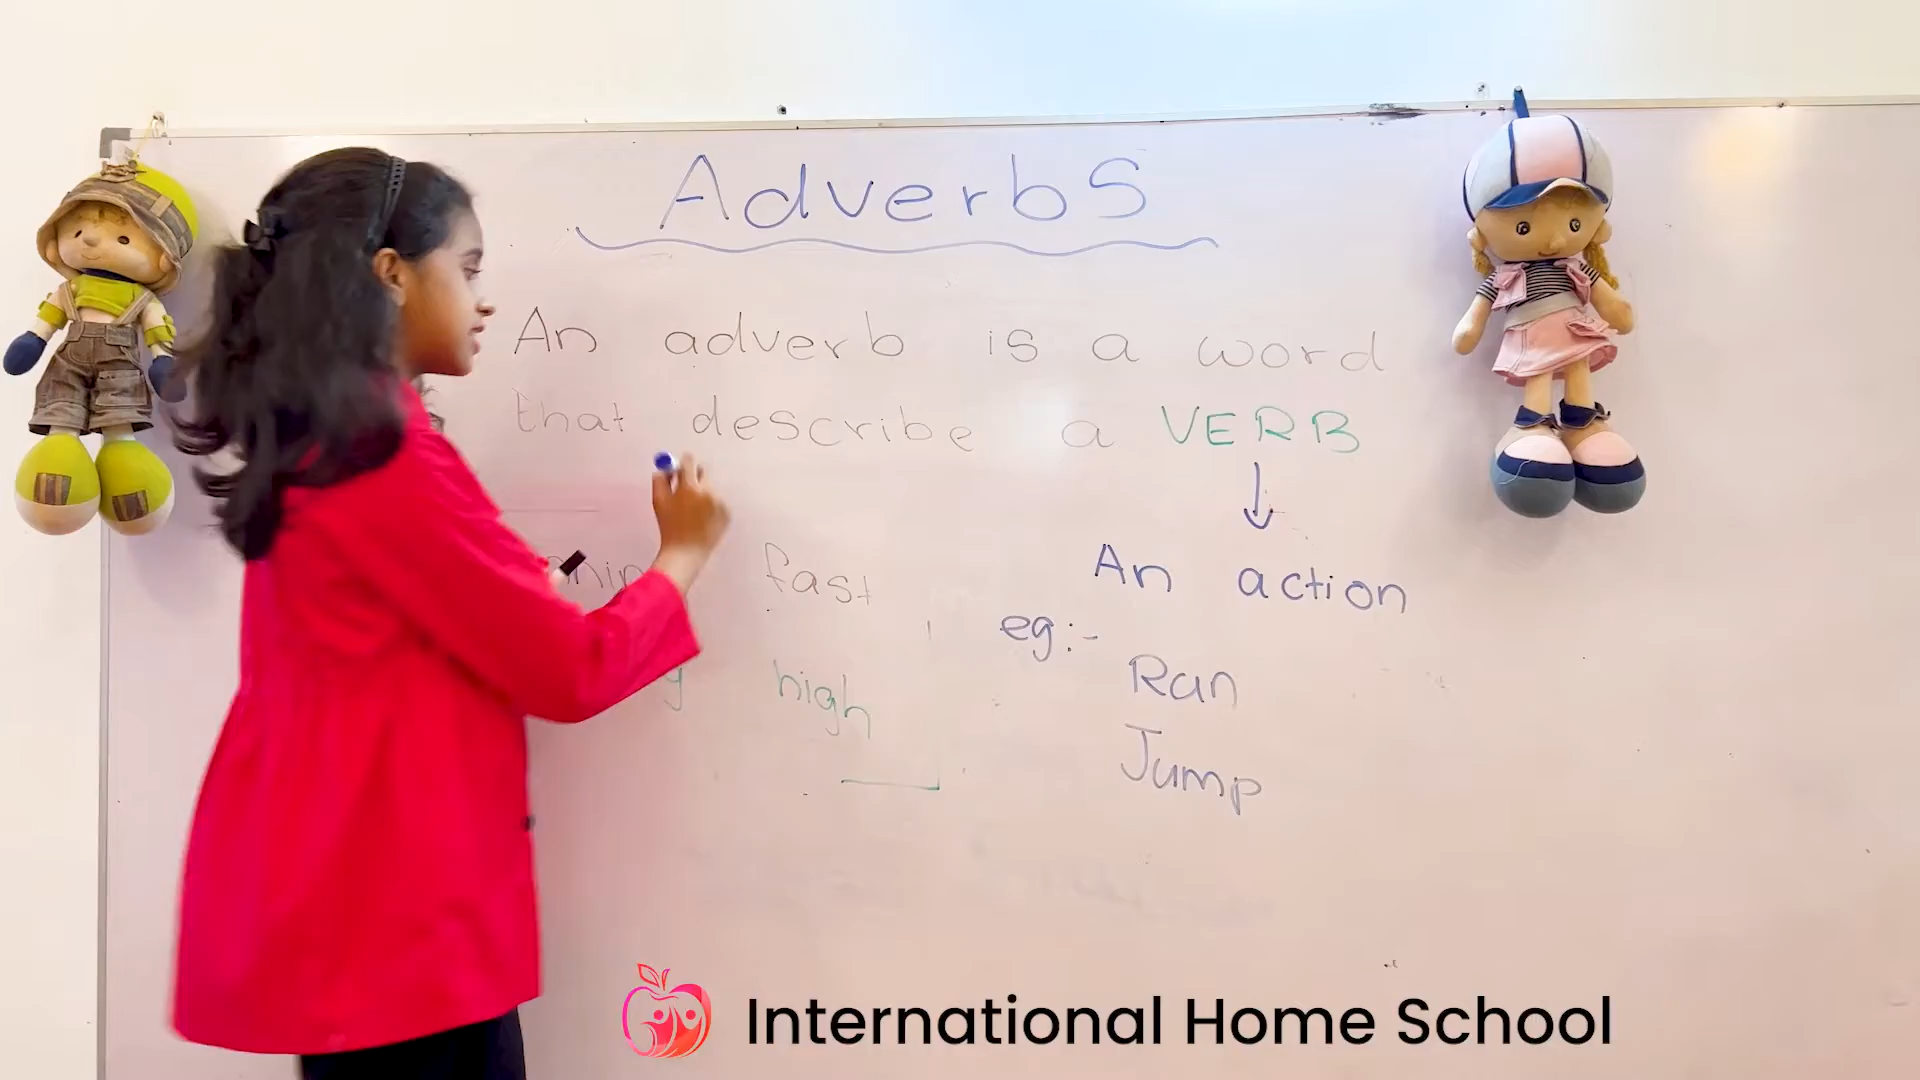 Adverbs
An adverb is a word
that describe a VERB
fast
An action
eg:-
high
Ran
Jump
International Home School